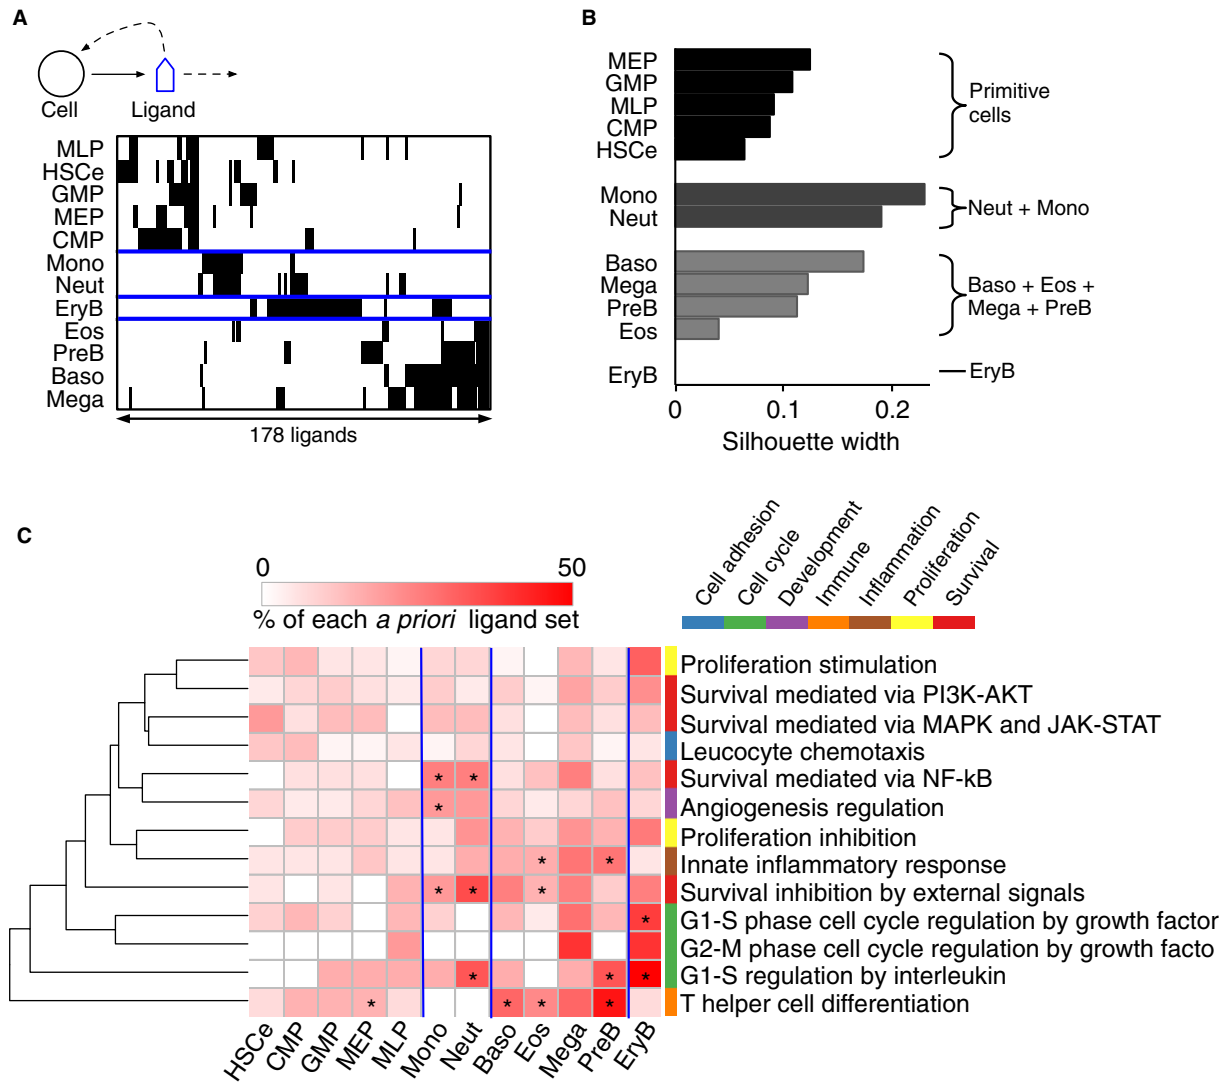 A
Cell
Ligand
MLP
HSCe
GMP
MEP
CMP
Mono
Neut
EryB
Eos
PreB
Baso
Mega
178 ligands
B
MEP
GMP
MLP
CMP
HSCe
Mono
Neut
Baso
Mega
PreB
Eos
EryB
Primitive
cells
Neut + Mono
Baso + Eos +
Mega + PreB
EryB
0 0.1 0.2
Silhouette width
C
0 50
% of each a priori ligand set
Cell adhesion
Cell cycle
Development
Immune
Inflammation
Proliferation
Survival
Proliferation stimulation
Survival mediated via PI3K-AKT
Survival mediated via MAPK and JAK-STAT
Leucocyte chemotaxis
* * Survival mediated via NF-kB
* Angiogenesis regulation
Proliferation inhibition
* * Innate inflammatory response
* * * Survival inhibition by external signals
* G1-S phase cell cycle regulation by growth factor
G2-M phase cell cycle regulation by growth facto
* * * G1-S regulation by interleukin
* * * * T helper cell differentiation
HSCe
CMP
GMP
MEP
MLP
Mono
Neut
Baso
Eos
Mega
PreB
EryB